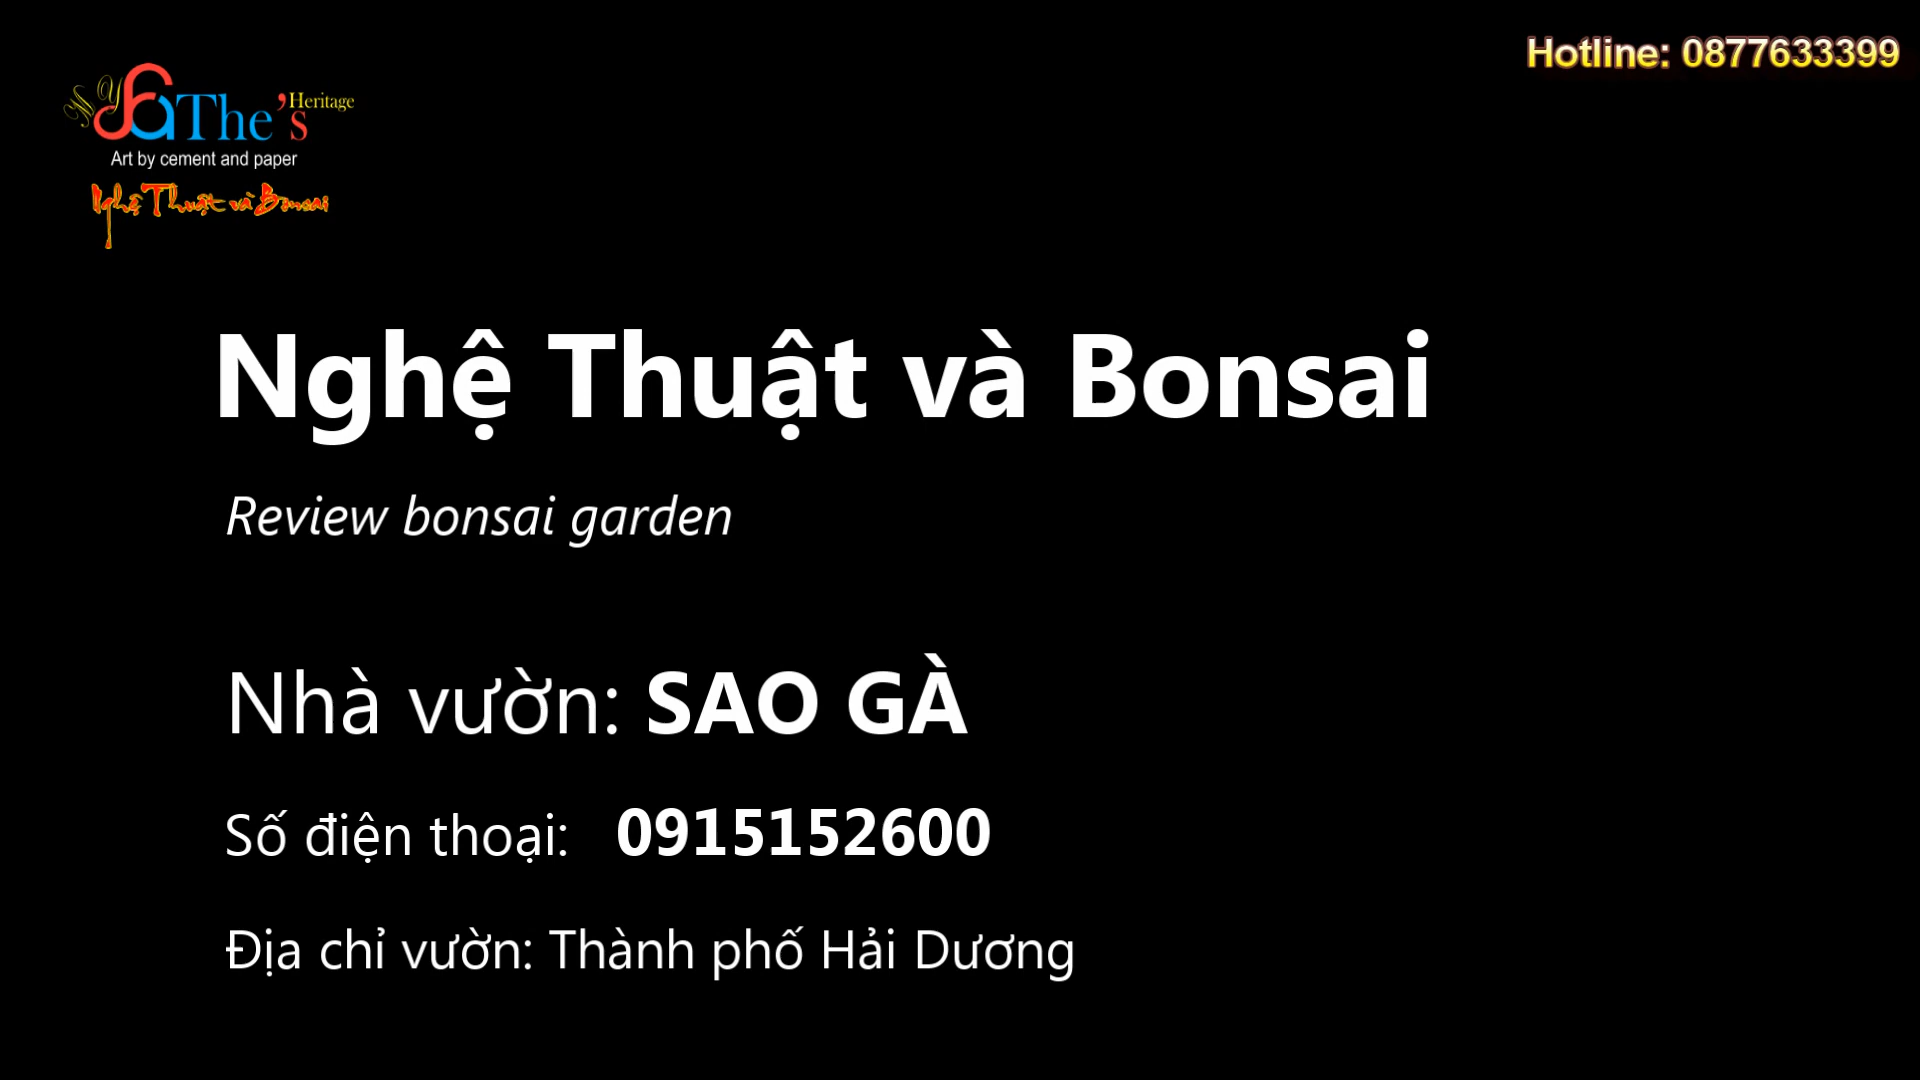 Hotline: 0877633399
The's Heritage
Art by cement and paper
Nghệ Thuật và Bonsai
Nghệ Thuật và Bonsai
Review bonsai garden
Nhà vườn: SAO GÀ
Số điện thoại: 0915152600
Địa chỉ vườn: Thành phố Hải Dương